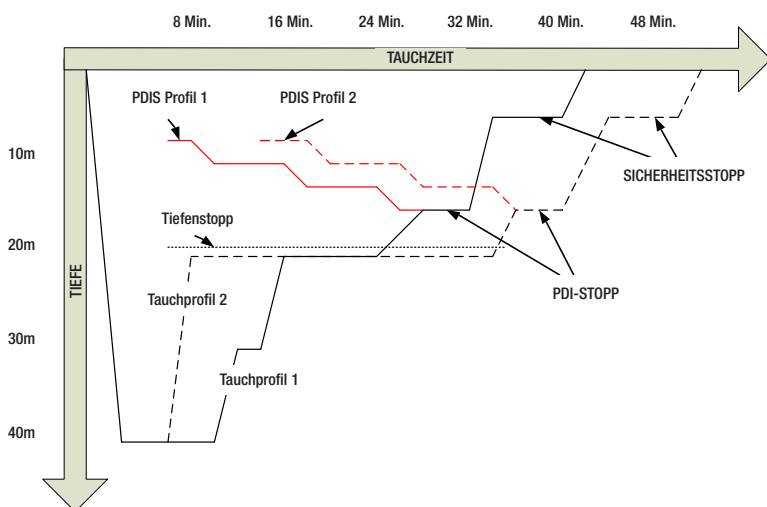 8 Min. 16 Min. 24 Min. 32 Min. 40 Min. 48 Min.
TAUCHZEIT
PDIS Profil 1 PDIS Profil 2
10m
SICHERHEITSSTOPP
Tiefenstopp
20m
TIEFE
PDI-STOPP
Tauchprofil 2
30m
Tauchprofil 1
40m